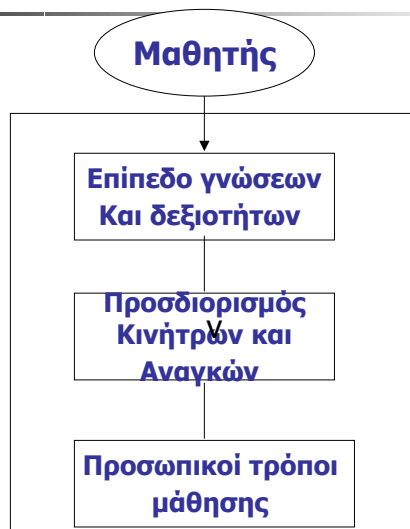 Μαθητής
Επίπεδο γνώσεων
Και δεξιοτήτων
Προσδιορισμός
Κινήτρων και
Αναγκών
Προσωπικοί τρόποι
μάθησης